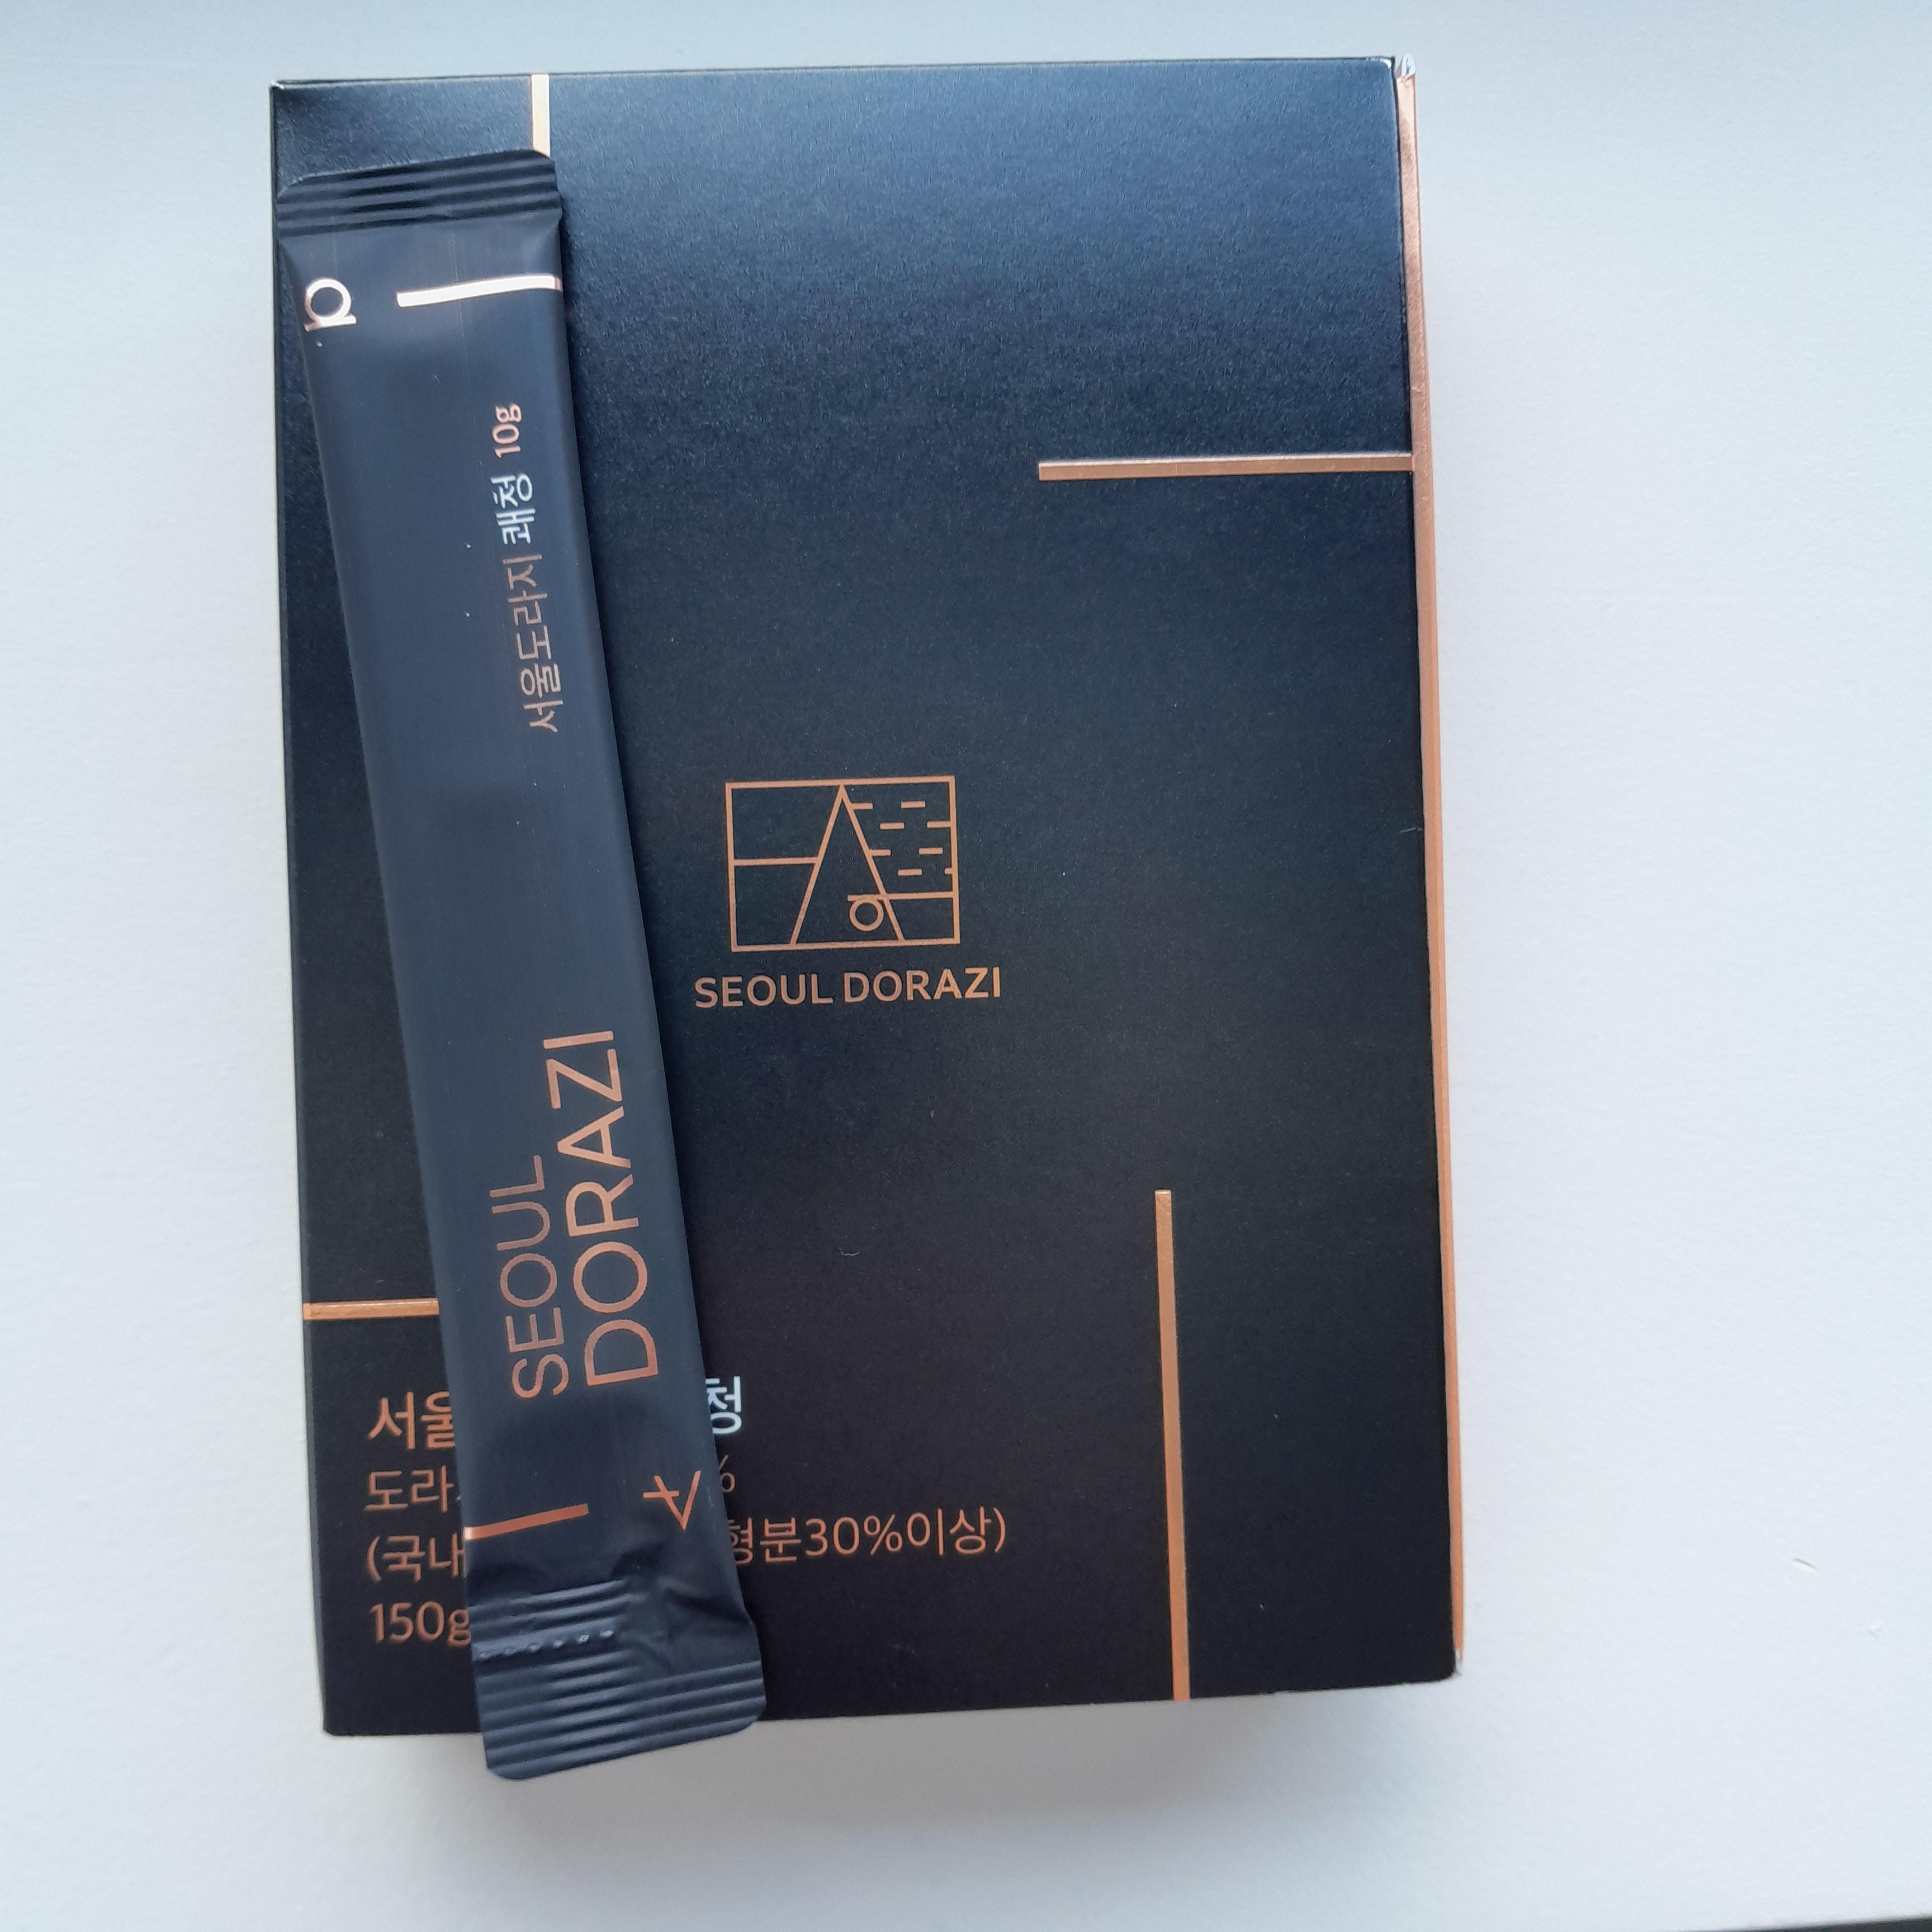 서울도라지 쾌청 10g
SEOUL
DORAZI
SEOUL DORAZI
서울
청
도라
%
(국내
형분30%이상)
150g